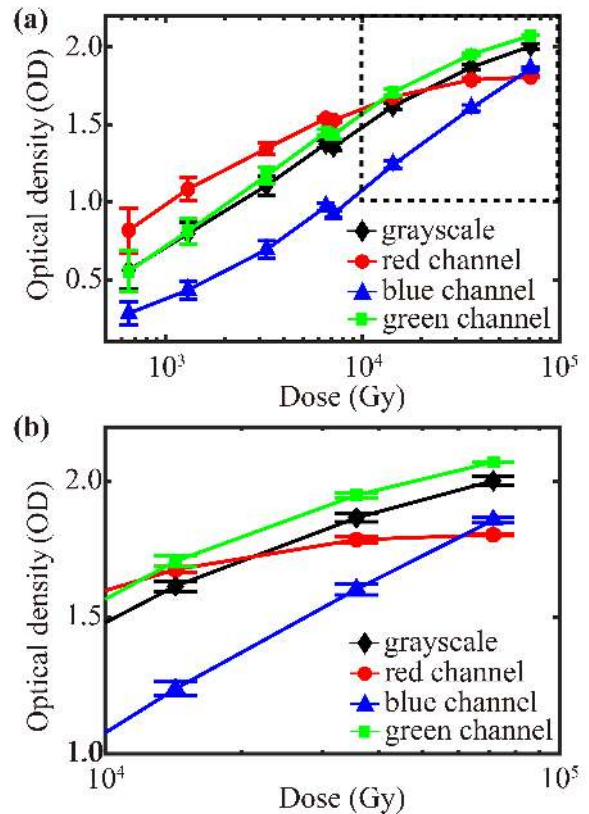 (a)
Optical density (OD)
2.0
1.5
1.0
0.5
grayscale
red channel
blue channel
green channel
10³ 10⁴ 10⁵
Dose (Gy)
(b)
Optical density (OD)
2.0
1.5
1.0
grayscale
red channel
blue channel
green channel
10⁴ 10⁵
Dose (Gy)